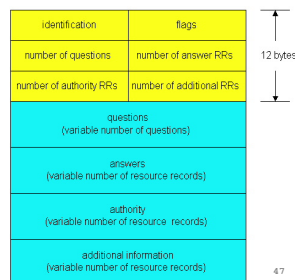 identification
flags
number of questions
number of answer RRs
12 bytes
number of authority RRs
number of additional RRs
questions
(variable number of questions)
answers
(variable number of resource records)
authority
(variable number of resource records)
additional information
(variable number of resource records)
47